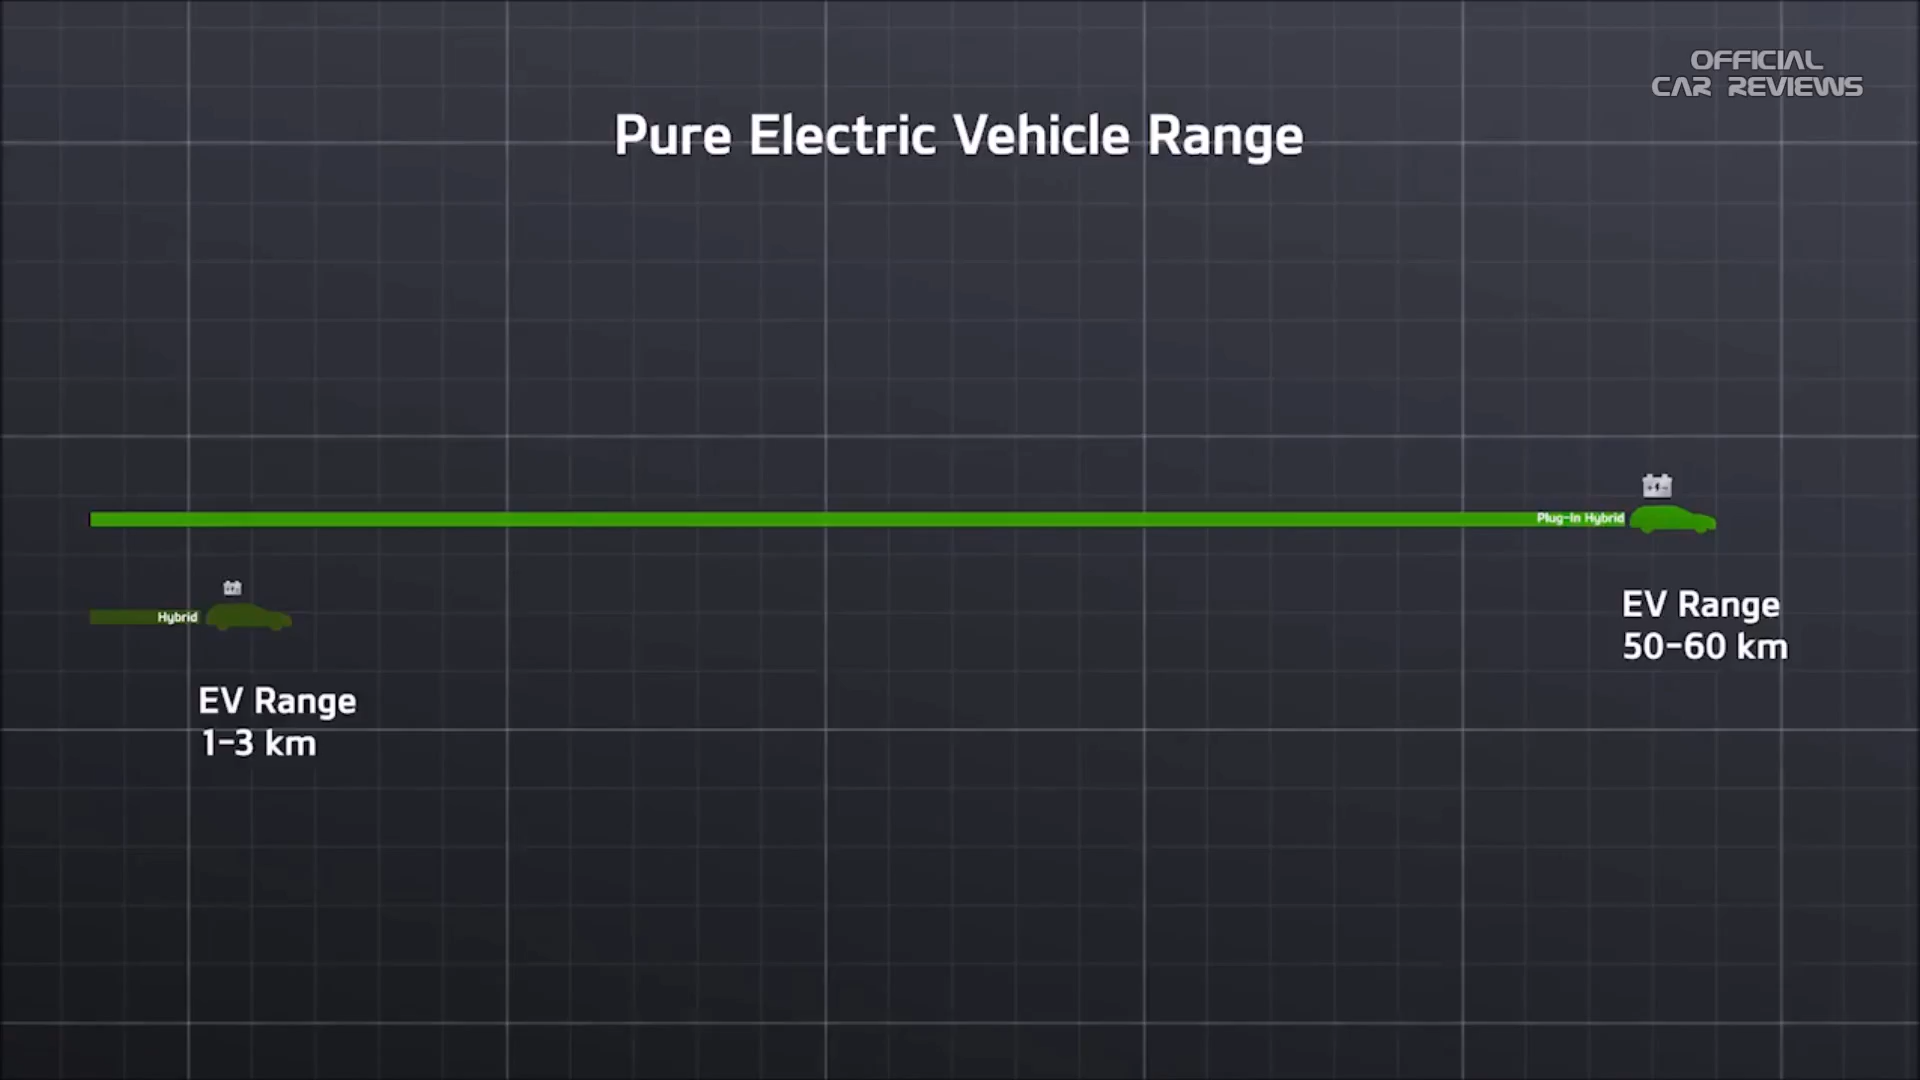 OFFICIAL
CAR REVIEWS
Pure Electric Vehicle Range
Plug-In Hybrid
EV Range
50-60 km
Hybrid
EV Range
1-3 km